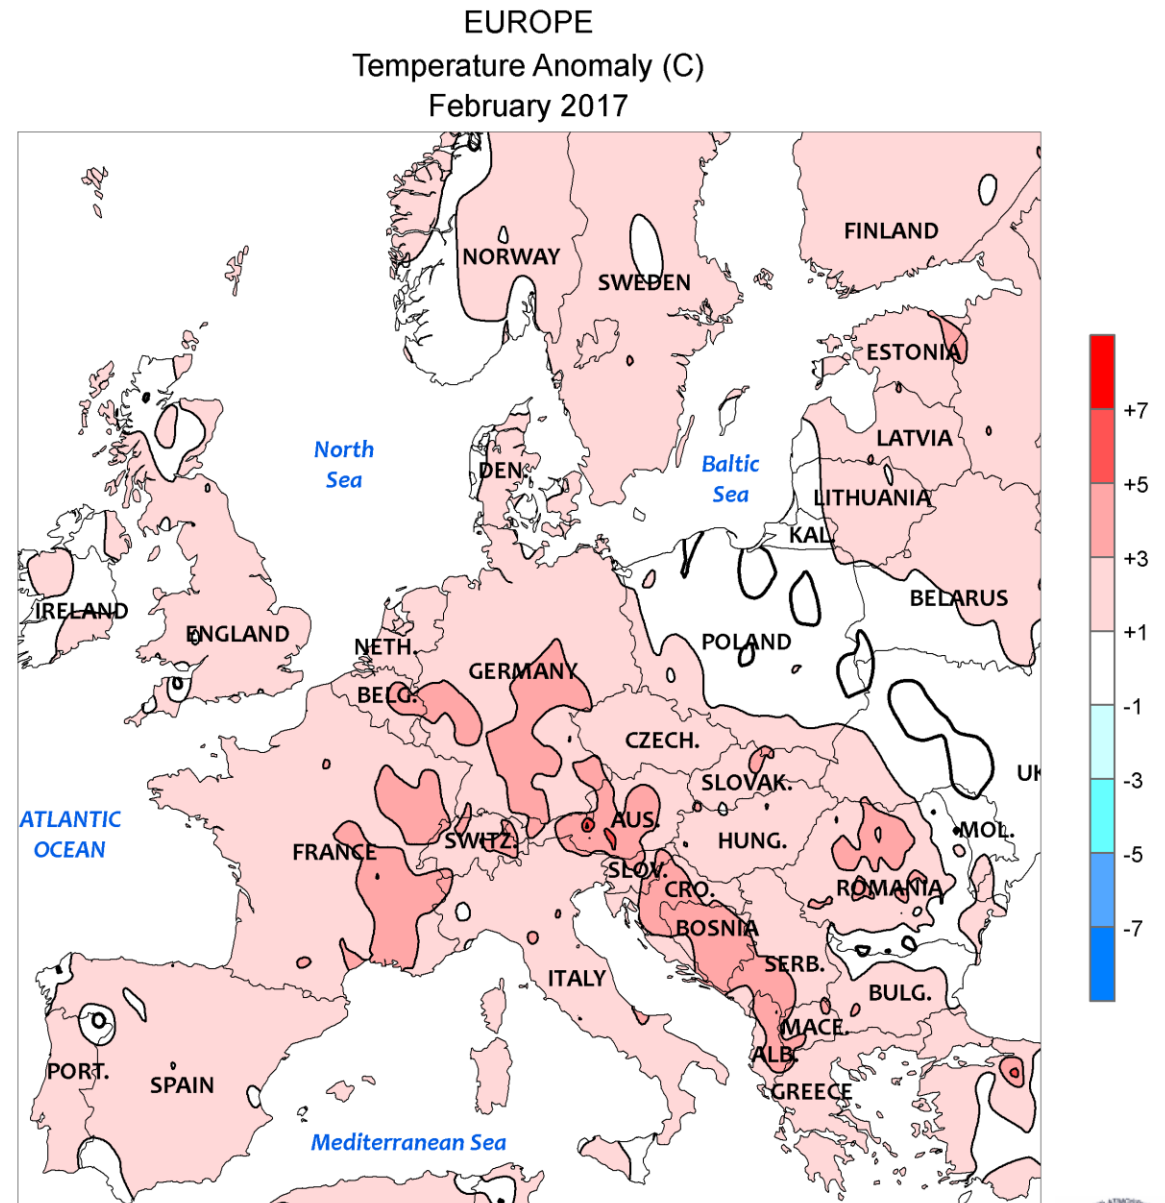 EUROPE
Temperature Anomaly (C)
February 2017
NORWAY
FINLAND
SWEDEN
ESTONIA
LATVIA
LITHUANIA
KAL.
BELARUS
North
Sea
Baltic
Sea
DEN.
IRELAND
ENGLAND
NETH.
BELG.
GERMANY
POLAND
CZECH.
SLOVAK.
UK
ATLANTIC
OCEAN
FRANCE
SWITZ.
AUS.
HUNG.
MOL.
SLOV.
CRO.
ROMANIA
BOSNIA
SERB.
ITALY
BULG.
MACE.
ALB.
GREECE
PORT.
SPAIN
Mediterranean Sea
+7
+5
+3
+1
-1
-3
-5
-7